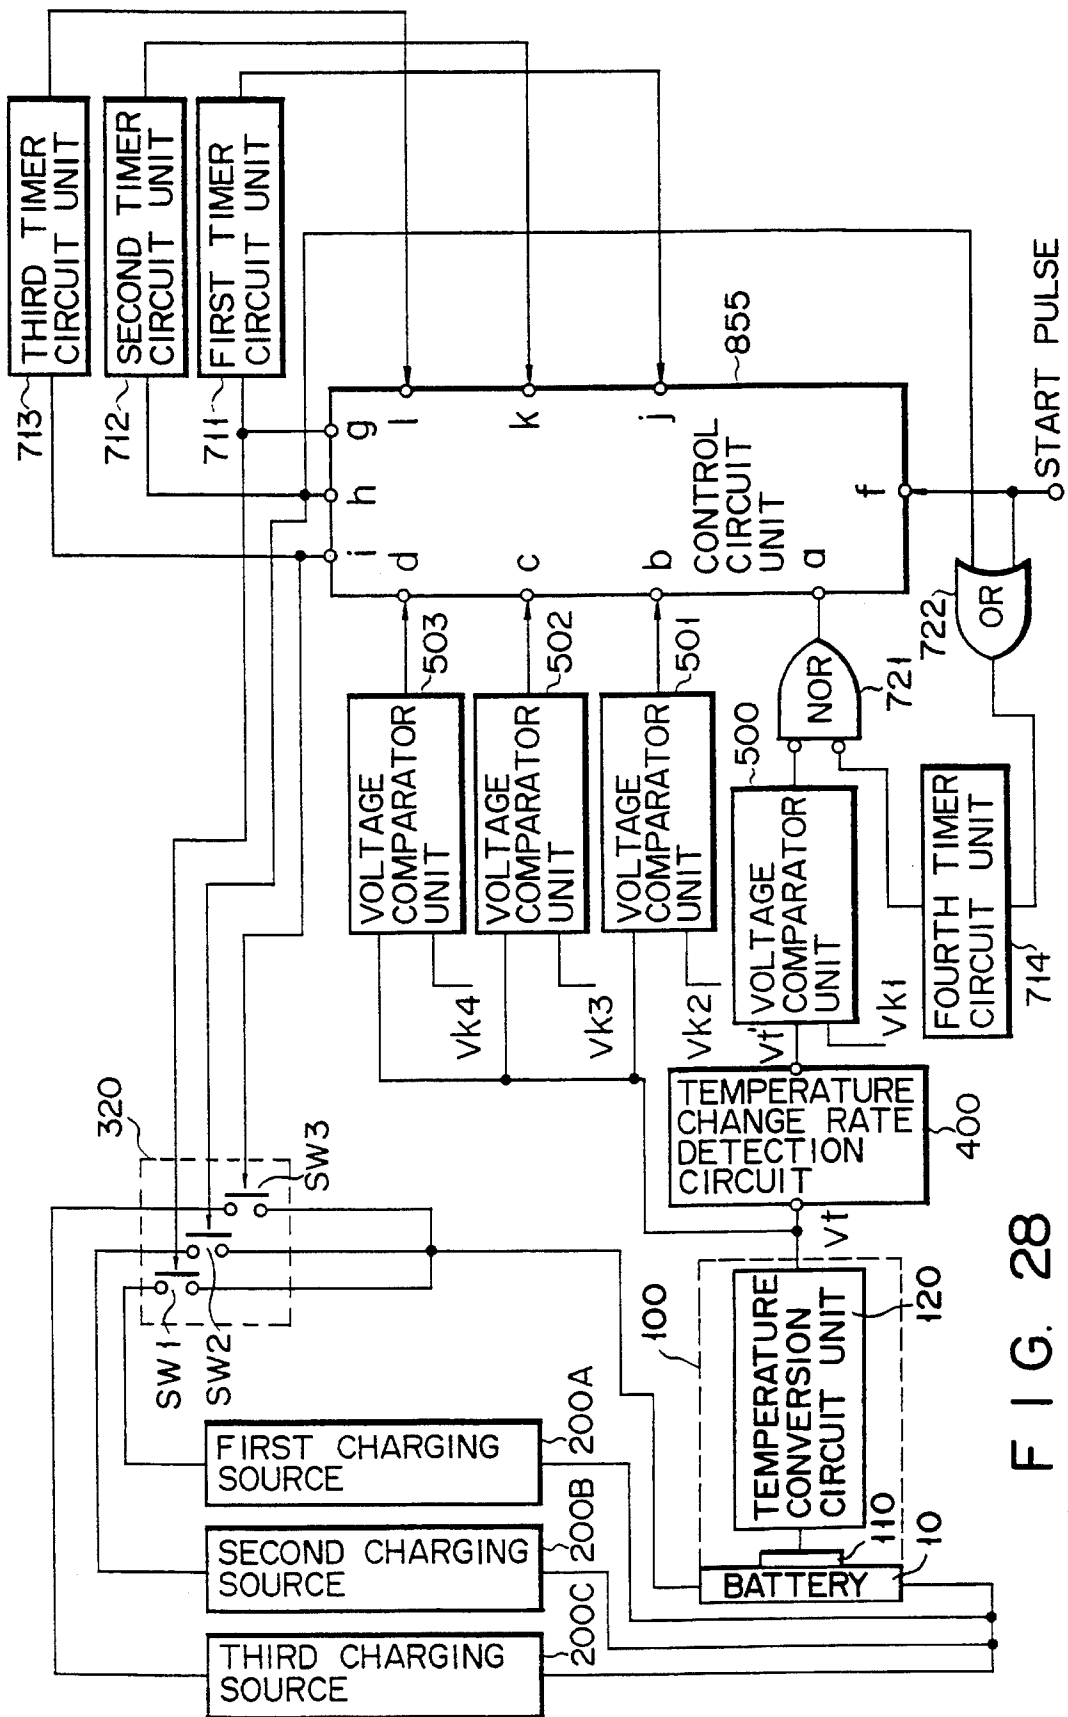 THIRD TIMER
CIRCUIT UNIT
713
SECOND TIMER
CIRCUIT UNIT
712
FIRST TIMER
CIRCUIT UNIT
711
320
SW1
SW2
SW3
FIRST CHARGING
SOURCE
200A
SECOND CHARGING
SOURCE
200B
THIRD CHARGING
SOURCE
200C
i
h
g
d
l
c
k
b
j
a
f
CONTROL
CIRCUIT
UNIT
855
VOLTAGE
COMPARATOR
UNIT
503
Vk4
VOLTAGE
COMPARATOR
UNIT
502
Vk3
VOLTAGE
COMPARATOR
UNIT
501
Vk2
VOLTAGE
COMPARATOR
UNIT
500
Vk1
Vt'
NOR
721
OR
722
START PULSE
FOURTH TIMER
CIRCUIT UNIT
714
TEMPERATURE
CHANGE RATE
DETECTION
CIRCUIT
400
Vt
100
TEMPERATURE
CONVERSION
CIRCUIT UNIT
120
110
BATTERY
10
FIG. 28